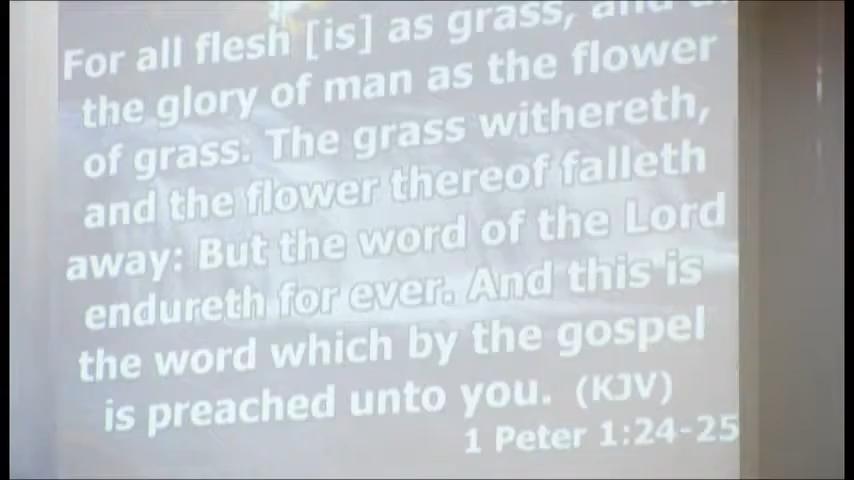 For all flesh [is] as grass, and
the glory of man as the flower
of grass. The grass withereth,
and the flower thereof falleth
away: But the word of the Lord
endureth for ever. And this is
the word which by the gospel
is preached unto you. (KJV)
1 Peter 1:24-25